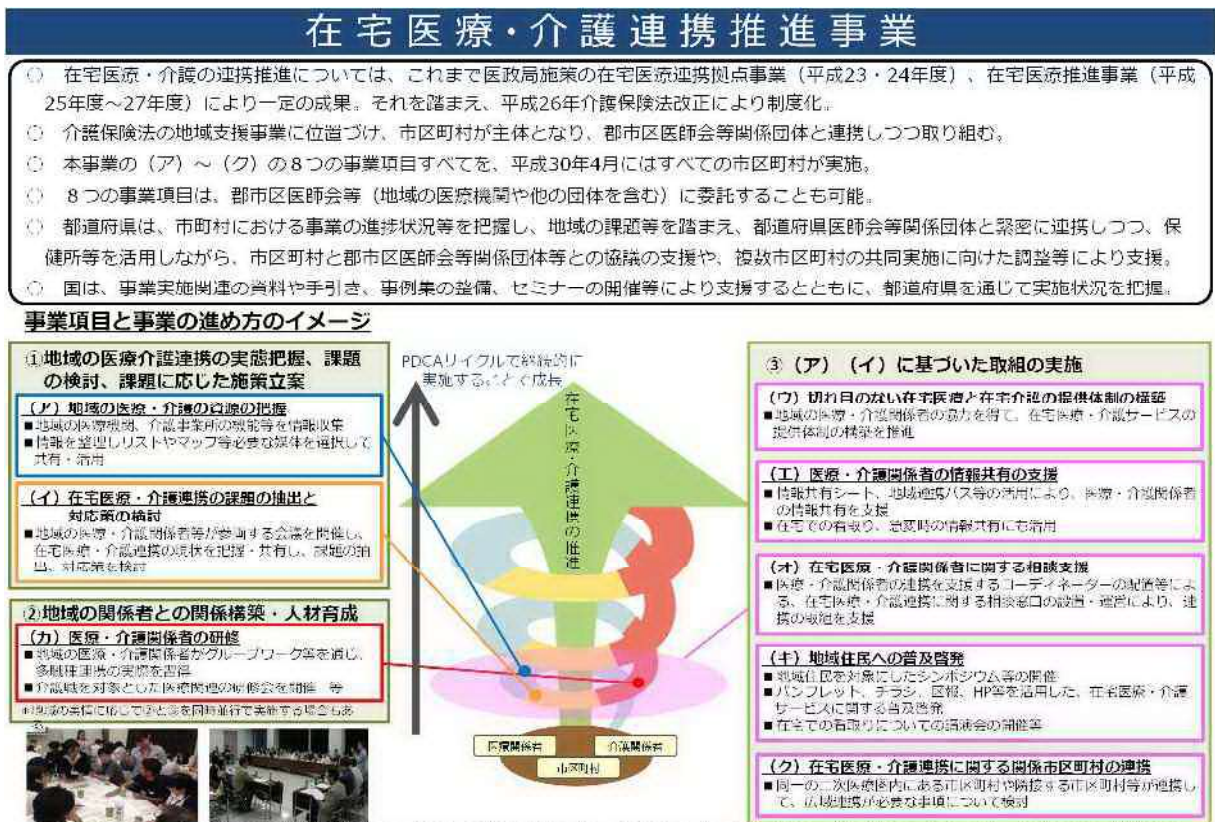 在宅医療・介護連携推進事業
○ 在宅医療・介護の連携推進については、これまで医政局施策の在宅医療連携拠点事業（平成23・24年度）、在宅医療推進事業（平成
25年度～27年度）により一定の成果。それを踏まえ、平成26年介護保険法改正により制度化。
○ 介護保険法の地域支援事業に位置づけ、市区町村が主体となり、郡市区医師会等関係団体と連携しつつ取り組む。
○ 本事業の（ア）～（ク）の８つの事業項目すべてを、平成30年4月にはすべての市区町村が実施。
○ ８つの事業項目は、郡市区医師会等（地域の医療機関や他の団体を含む）に委託することも可能。
○ 都道府県は、市町村における事業の進捗状況等を把握し、地域の課題等を踏まえ、都道府県医師会等関係団体と緊密に連携しつつ、保
健所等を活用しながら、市区町村と郡市区医師会等関係団体等との協議の支援や、複数市区町村の共同実施に向けた調整等により支援。
○ 国は、事業実施関連の資料や手引き、事例集の整備、セミナーの開催等により支援するとともに、都道府県を通じて実施状況を把握。
事業項目と事業の進め方のイメージ
①地域の医療介護連携の実態把握、課題
の検討、課題に応じた施策立案
（ア）地域の医療・介護の資源の把握
■地域の医療機関、介護事業所の機能等を情報収集
■情報を整理しリストやマップ等必要な媒体を選択して
共有・活用
（イ）在宅医療・介護連携の課題の抽出と
対応策の検討
■地域の医療・介護関係者等が参画する会議を開催し、
在宅医療・介護連携の現状を把握・共有し、課題の抽
出、対応策を検討
②地域の関係者との関係構築・人材育成
（カ）医療・介護関係者の研修
■地域の医療・介護関係者がグループワーク等を通じ、
多職種連携の実際を習得
■介護職を対象とした医療関連の研修会を開催 等
＊地域の実情に応じて②と③を同時並行で実施する場合もあ
PDCAサイクルで継続的に
実施することで成長
在宅医療・介護連携の推進
医療関係者
介護関係者
市区町村
③（ア）（イ）に基づいた取組の実施
（ウ）切れ目のない在宅医療と在宅介護の提供体制の構築
■地域の医療・介護関係者の協力を得て、在宅医療・介護サービスの
提供体制の構築を推進
（エ）医療・介護関係者の情報共有の支援
■情報共有シート、地域連携パス等の活用により、医療・介護関係者
の情報共有を支援
■在宅での看取り、急変時の情報共有にも活用
（オ）在宅医療・介護関係者に関する相談支援
■医療・介護関係者の連携を支援するコーディネーターの配置等によ
る、在宅医療・介護連携に関する相談窓口の設置・運営により、連
携の取組を支援
（キ）地域住民への普及啓発
■地域住民を対象にしたシンポジウム等の開催
■パンフレット、チラシ、区報、HP等を活用した、在宅医療・介護
サービスに関する普及啓発
■在宅での看取りについての講演会の開催等
（ク）在宅医療・介護連携に関する関係市区町村の連携
■同一の二次医療圏内にある市区町村や隣接する市区町村等が連携し
て、広域連携が必要な事項について検討